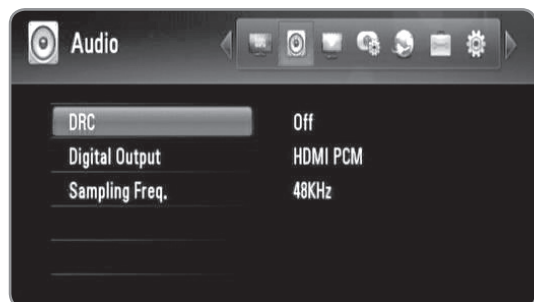 Audio
DRC Off
Digital Output HDMI PCM
Sampling Freq. 48KHz